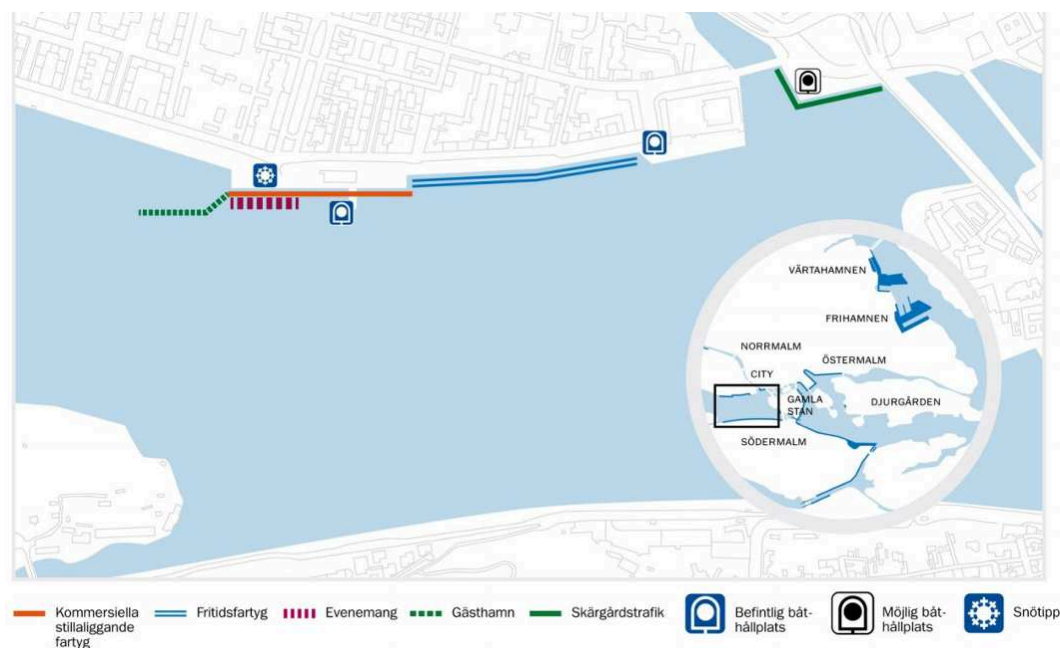 VÄRTAHAMNEN
FRIHAMNEN
NORRMALM
ÖSTERMALM
CITY
GAMLA
STAN
DJURGÅRDEN
SÖDERMALM
Kommersiella
stillaliggande
fartyg
Fritidsfartyg
Evenemang
Gästhamn
Skärgårdstrafik
Befintlig båt-
hållplats
Möjlig båt-
hållplats
Snötipp